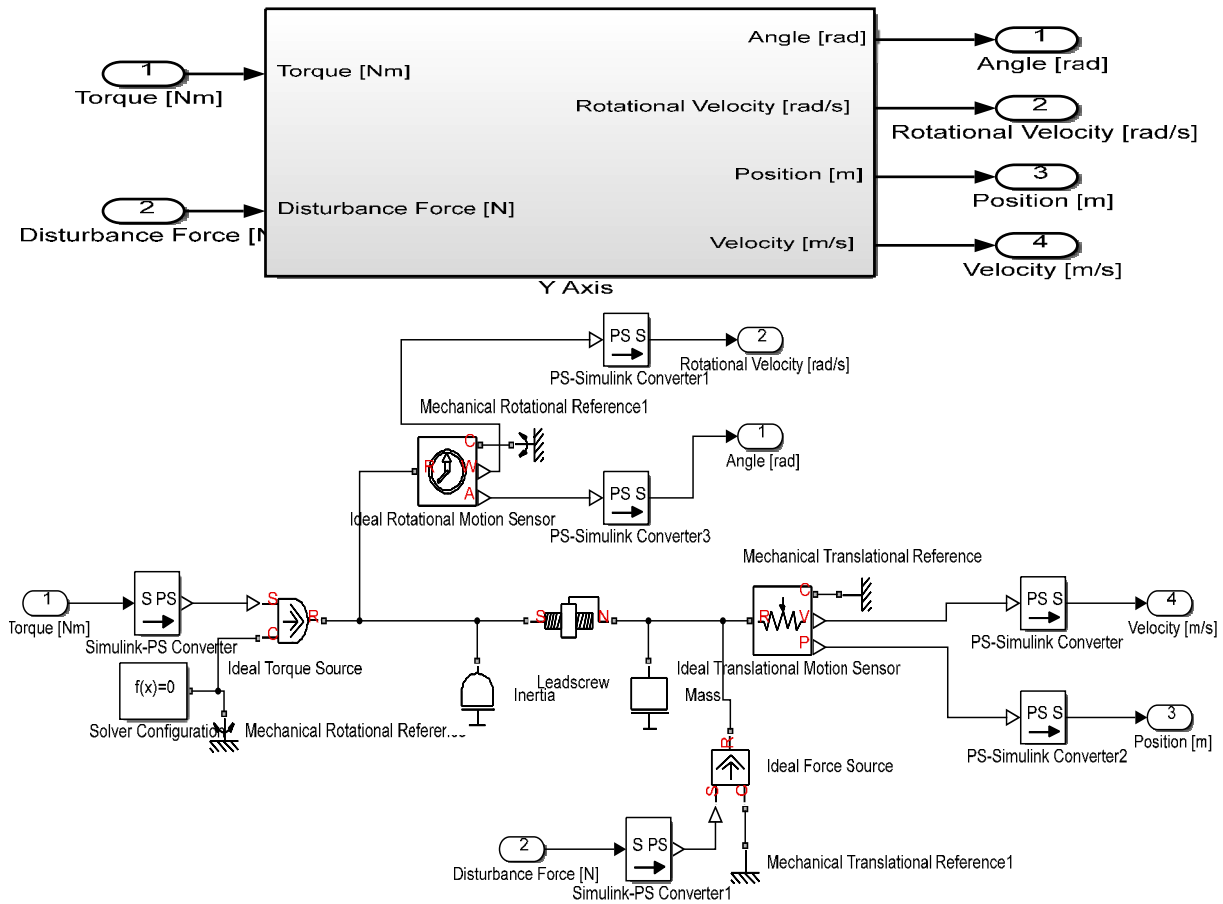 Angle [rad]
1
Angle [rad]
1
Torque [Nm]
Torque [Nm]
Rotational Velocity [rad/s]
2
Rotational Velocity [rad/s]
Position [m]
3
Position [m]
2
Disturbance Force [N
Disturbance Force [N]
Velocity [m/s]
4
Velocity [m/s]
Y Axis
PS S
2
PS-Simulink Converter1
Rotational Velocity [rad/s]
Mechanical Rotational Reference1
C
R
W
A
1
Angle [rad]
PS S
Ideal Rotational Motion Sensor
PS-Simulink Converter3
Mechanical Translational Reference
1
Torque [Nm]
S PS
Simulink-PS Converter
S
C
R
Ideal Torque Source
S
N
Leadscrew
C
R
V
P
Ideal Translational Motion Sensor
PS S
PS-Simulink Converter
4
Velocity [m/s]
f(x)=0
Solver Configuration
Mechanical Rotational Reference
Inertia
Mass
PS S
PS-Simulink Converter2
3
Position [m]
R
S
C
Ideal Force Source
2
Disturbance Force [N]
S PS
Simulink-PS Converter1
Mechanical Translational Reference1